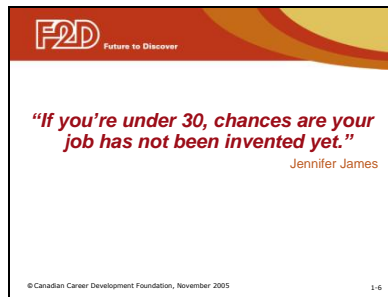 F2D Future to Discover
“If you’re under 30, chances are your
job has not been invented yet.”
Jennifer James
©Canadian Career Development Foundation, November 2005 1-6